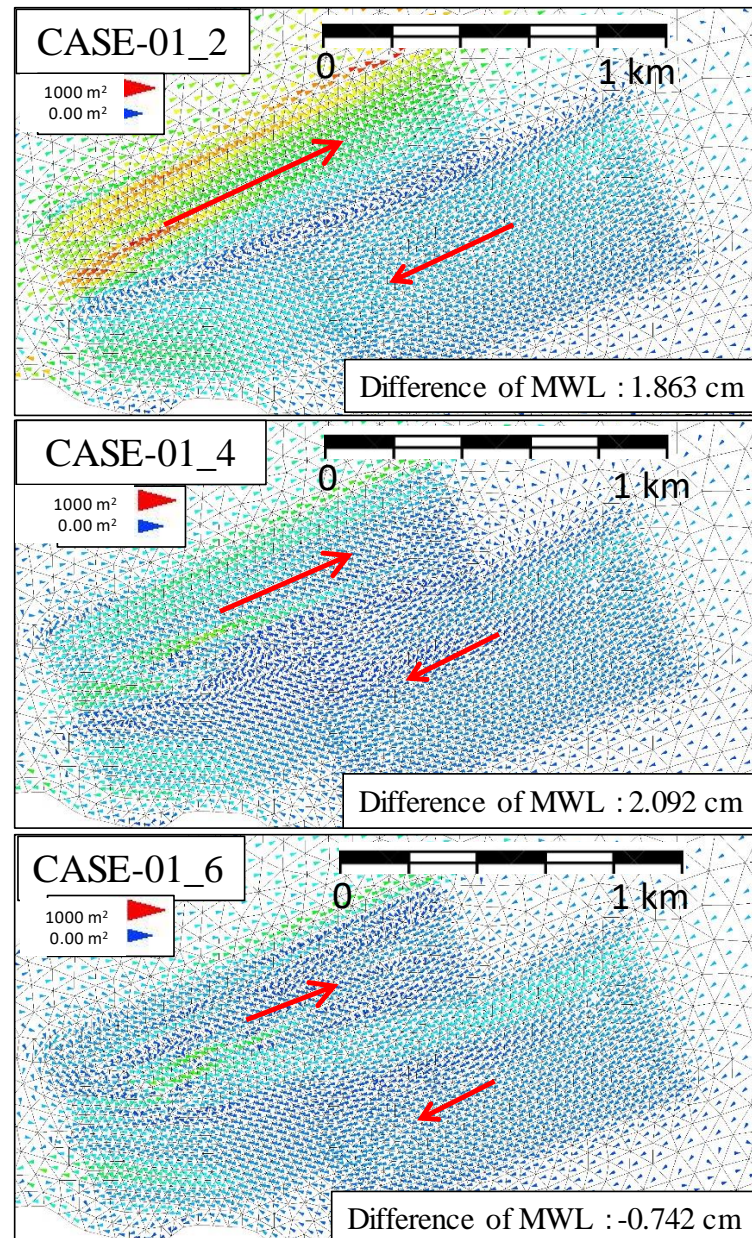 CASE-01_2
0
1 km
1000 m²
0.00 m²
Difference of MWL : 1.863 cm
CASE-01_4
0
1 km
1000 m²
0.00 m²
Difference of MWL : 2.092 cm
CASE-01_6
0
1 km
1000 m²
0.00 m²
Difference of MWL : -0.742 cm